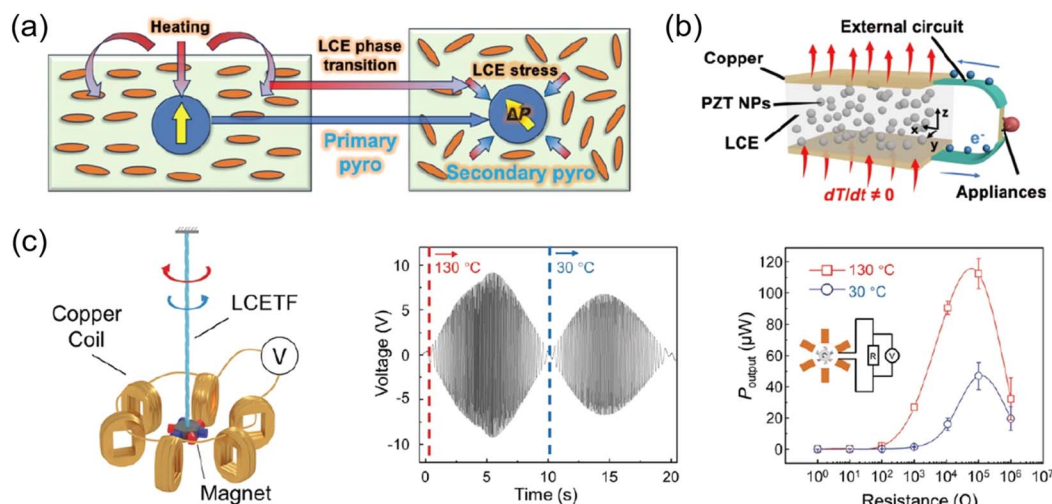 (a)
Heating
LCE phase
transition
LCE stress
ΔP
Primary
pyro
Secondary pyro
(b)
External circuit
Copper
PZT NPs
LCE
z
x
y
e-
dT/dt ≠ 0
Appliances
(c)
Copper
Coil
LCETF
V
Magnet
130 °C
30 °C
Voltage (V)
10
5
0
-5
-10
0
5
10
15
20
Time (s)
130 °C
30 °C
R
V
Poutput (μW)
120
100
80
60
40
20
0
10⁰
10¹
10²
10³
10⁴
10⁵
10⁶
Resistance (Ω)